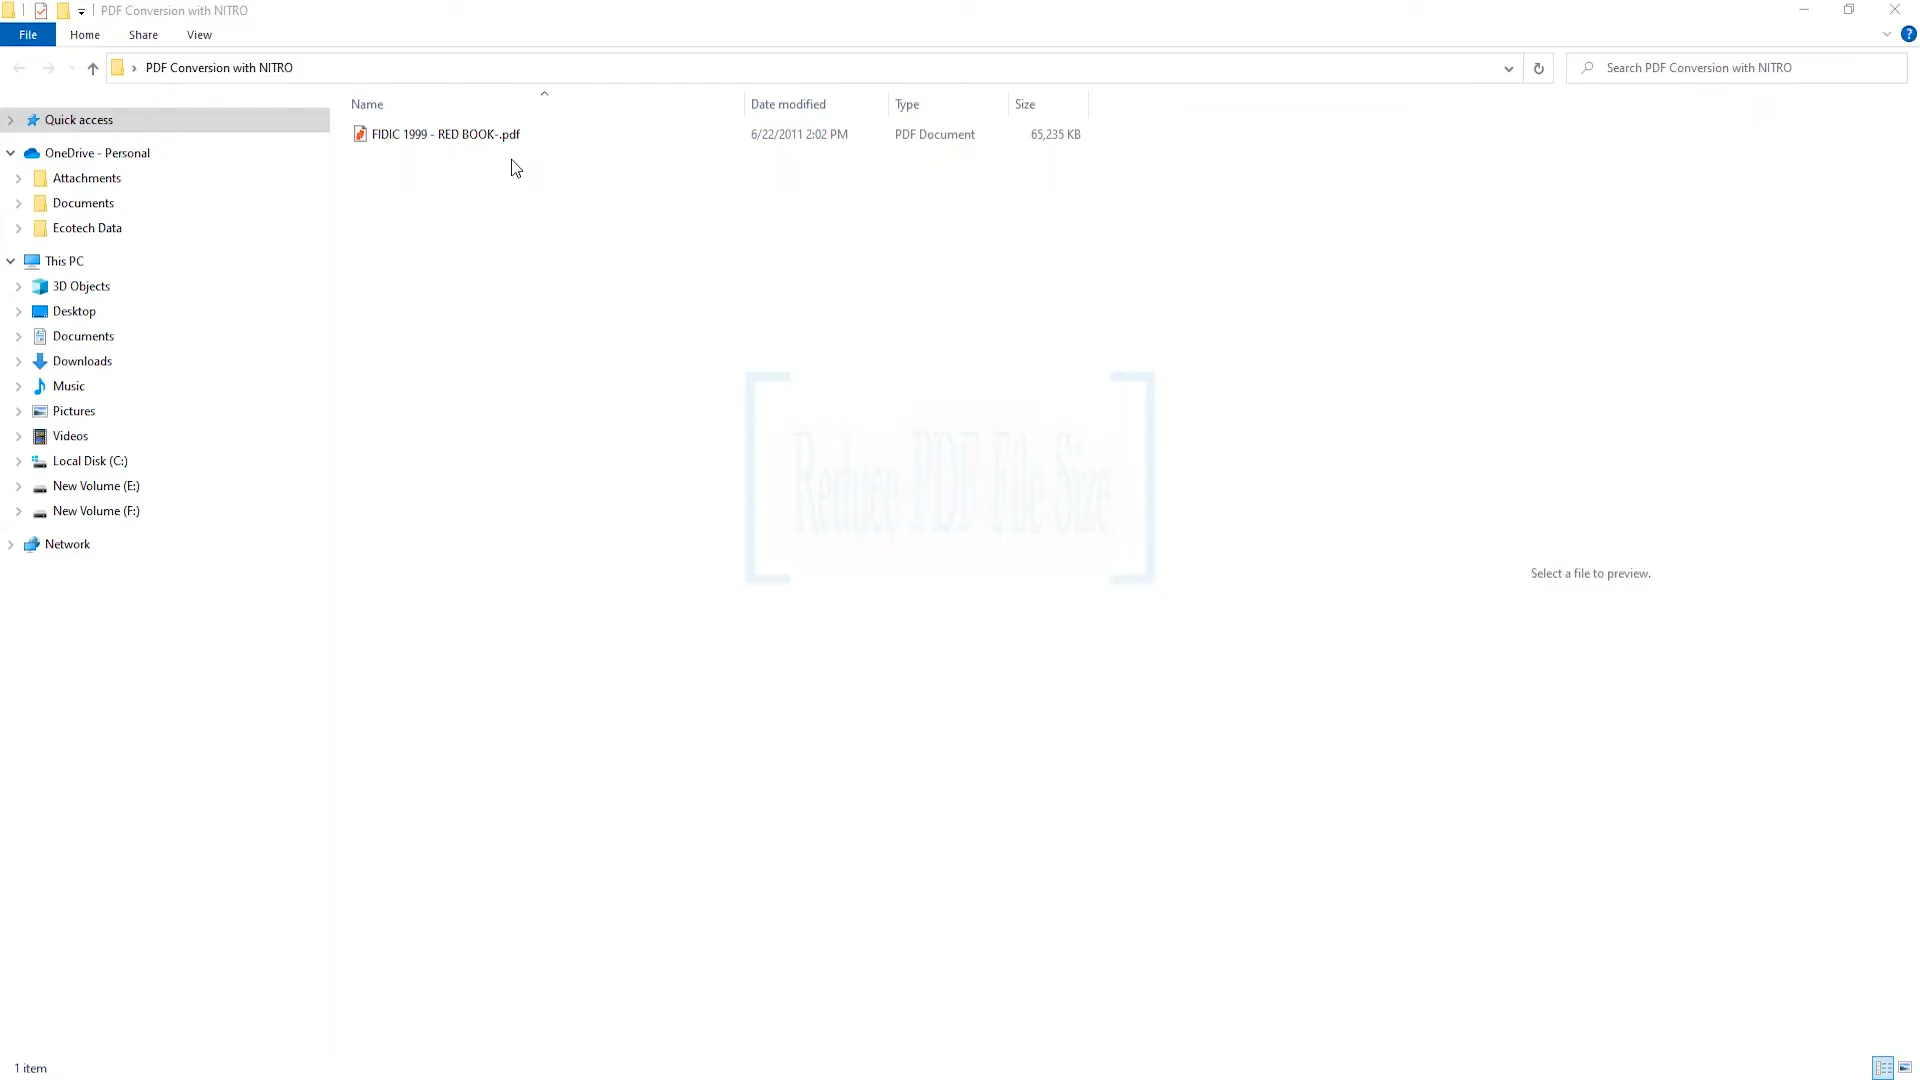 PDF Conversion with NITRO
File Home Share View
PDF Conversion with NITRO
Search PDF Conversion with NITRO
Name Date modified Type Size
Quick access
FIDIC 1999 - RED BOOK-.pdf 6/22/2011 2:02 PM PDF Document 65,235 KB
OneDrive - Personal
Attachments
Documents
Ecotech Data
This PC
3D Objects
Desktop
Documents
Downloads
Music
Pictures
Videos
Local Disk (C:)
New Volume (E:)
New Volume (F:)
Network
Reduce PDF File Size
Select a file to preview.
1 item